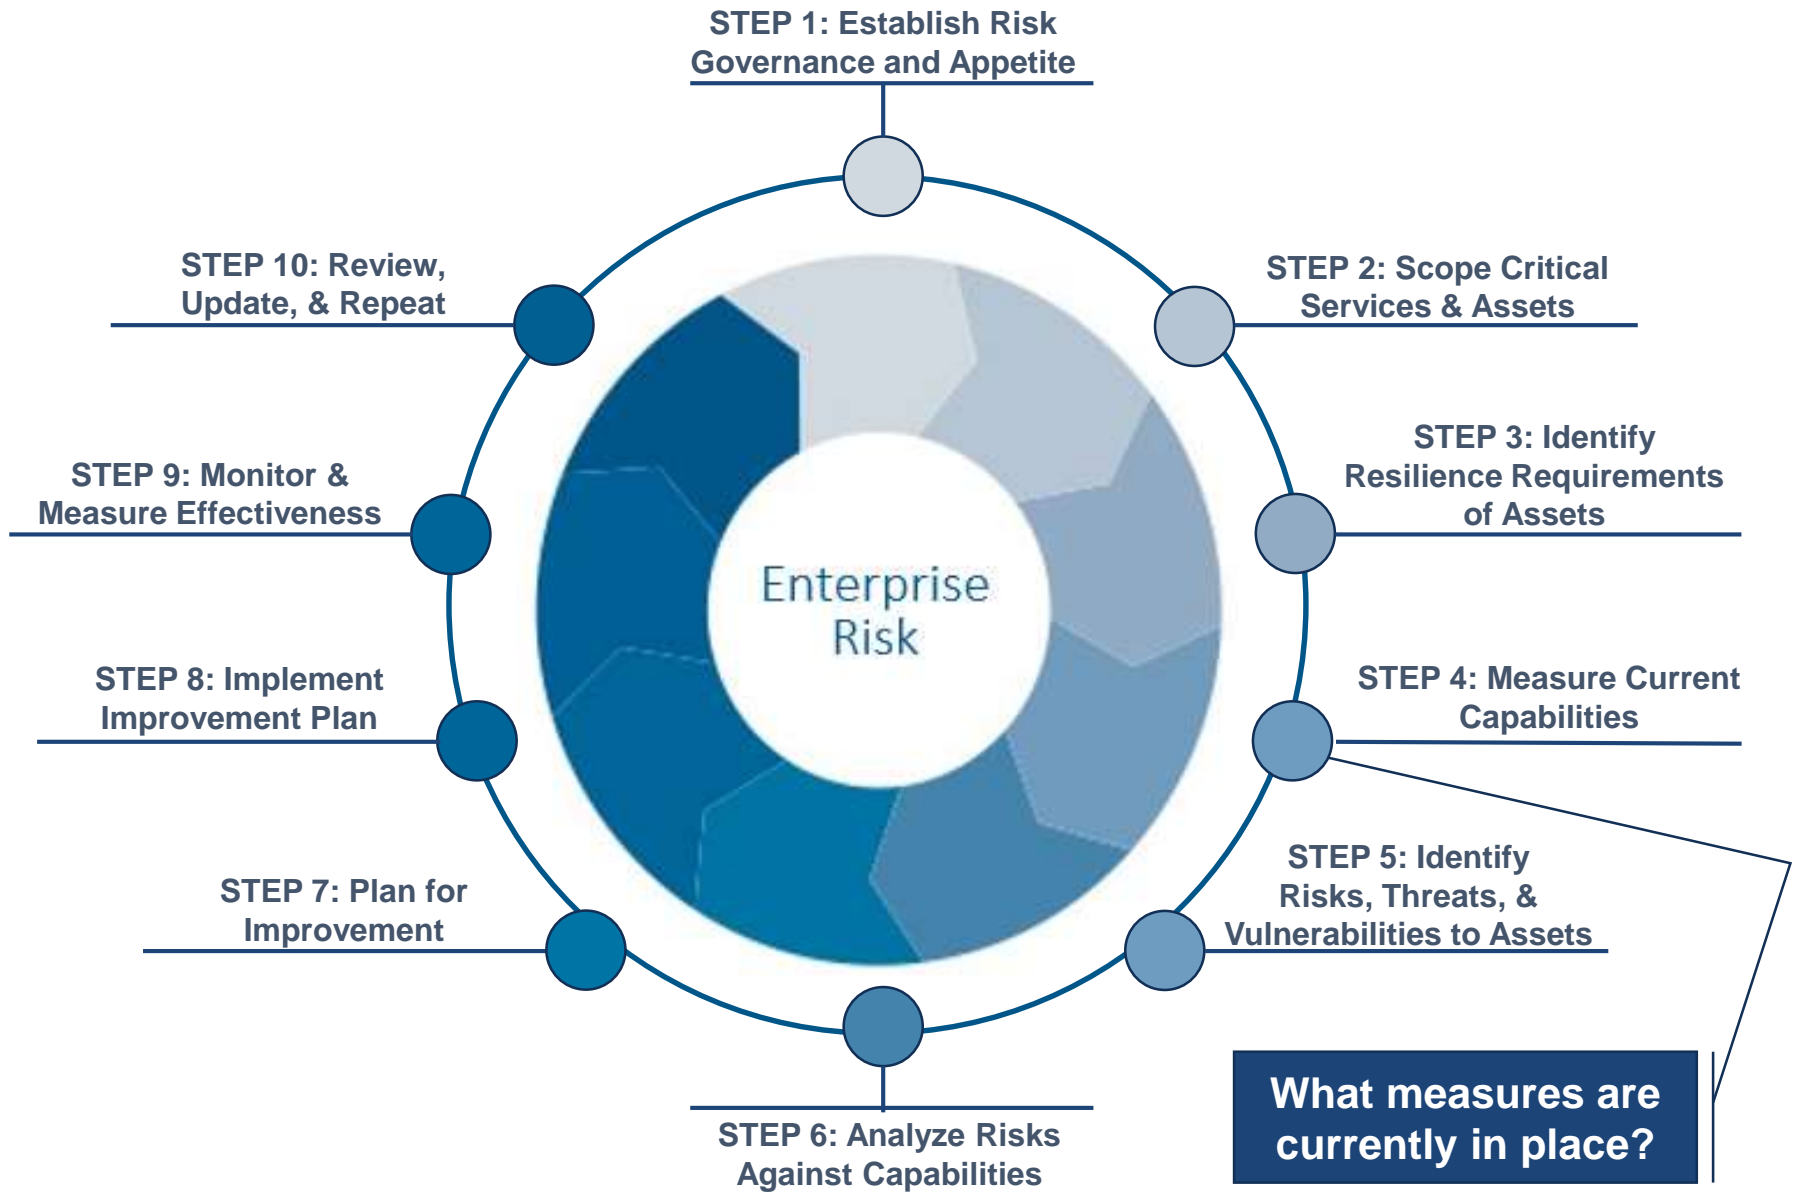 STEP 1: Establish Risk
Governance and Appetite
STEP 2: Scope Critical
Services & Assets
STEP 3: Identify
Resilience Requirements
of Assets
STEP 4: Measure Current
Capabilities
STEP 5: Identify
Risks, Threats, &
Vulnerabilities to Assets
STEP 6: Analyze Risks
Against Capabilities
STEP 7: Plan for
Improvement
STEP 8: Implement
Improvement Plan
STEP 9: Monitor &
Measure Effectiveness
STEP 10: Review,
Update, & Repeat
Enterprise
Risk
What measures are
currently in place?